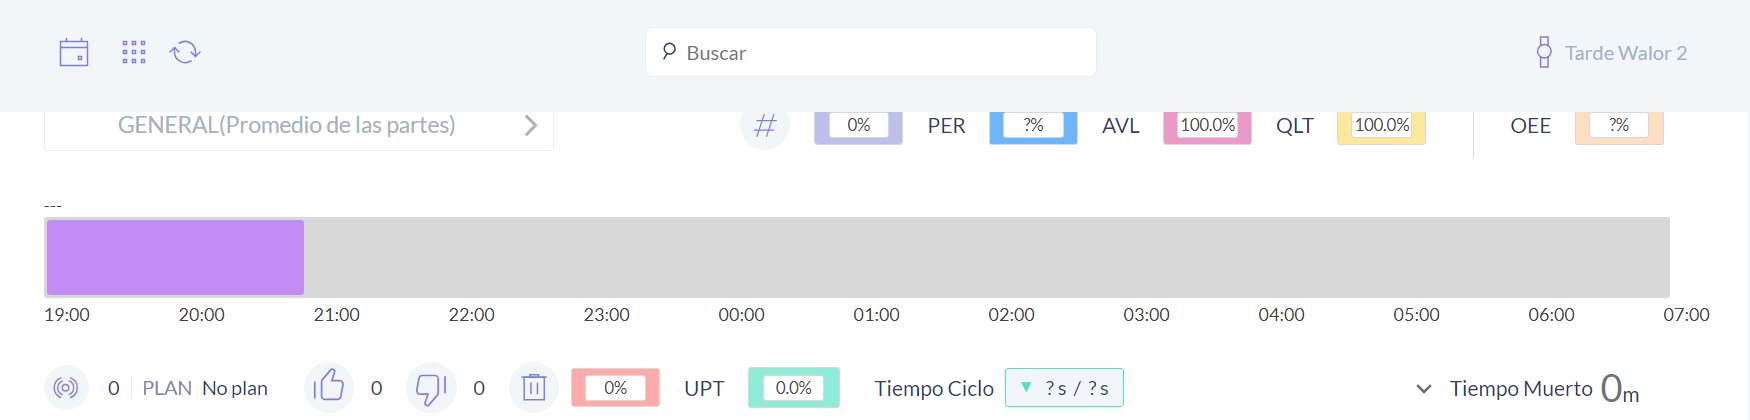 Buscar
Tarde Walor 2
GENERAL(Promedio de las partes)
# 0% PER ?% AVL 100.0% QLT 100.0% OEE ?%
---
19:00 20:00 21:00 22:00 23:00 00:00 01:00 02:00 03:00 04:00 05:00 06:00 07:00
0 PLAN No plan 0 0 0% UPT 0.0% Tiempo Ciclo ▼ ?s / ?s Tiempo Muerto 0m